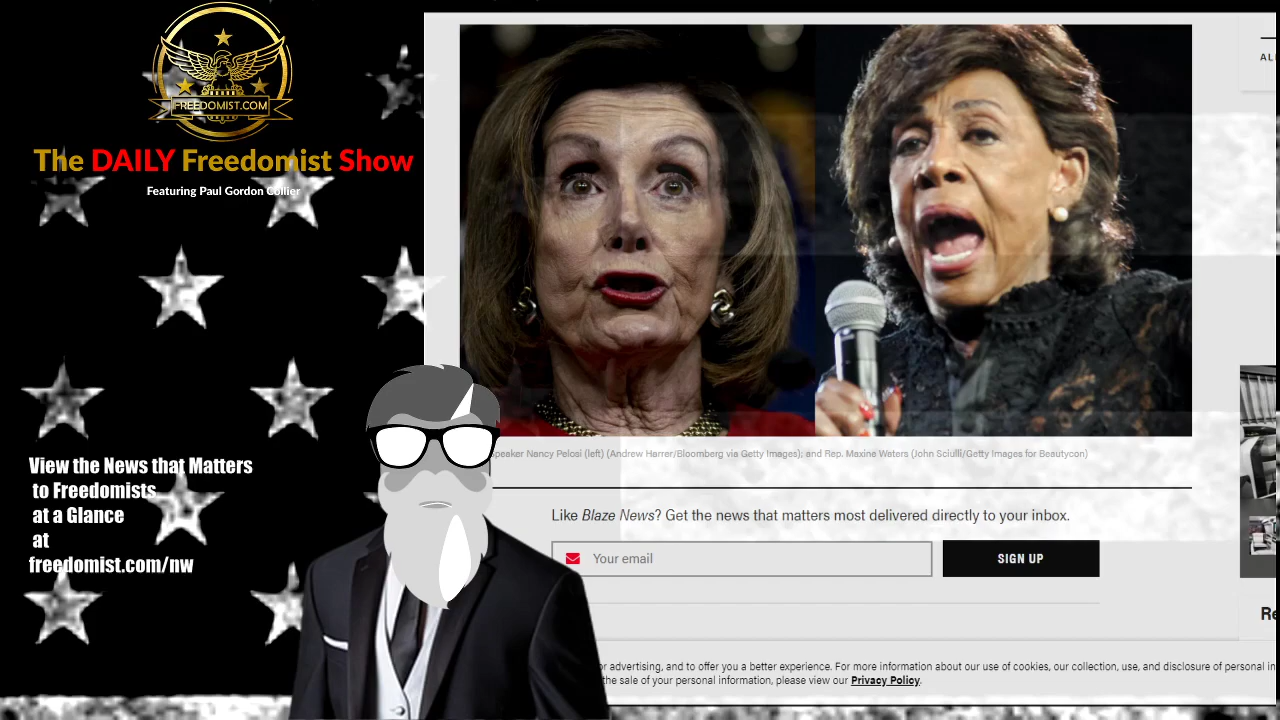 FREEDOMIST.COM
The DAILY Freedomist Show
Featuring Paul Gordon Collier
View the News that Matters
to Freedomists
at a Glance
at
freedomist.com/nw
Speaker Nancy Pelosi (left) (Andrew Harrer/Bloomberg via Getty Images); and Rep. Maxine Waters (John Sciulli/Getty Images for Beautycon)
Like Blaze News? Get the news that matters most delivered directly to your inbox.
Your email
SIGN UP
advertising, and to offer you a better experience. For more information about our use of cookies, our collection, use, and disclosure of personal
the sale of your personal information, please view our Privacy Policy.